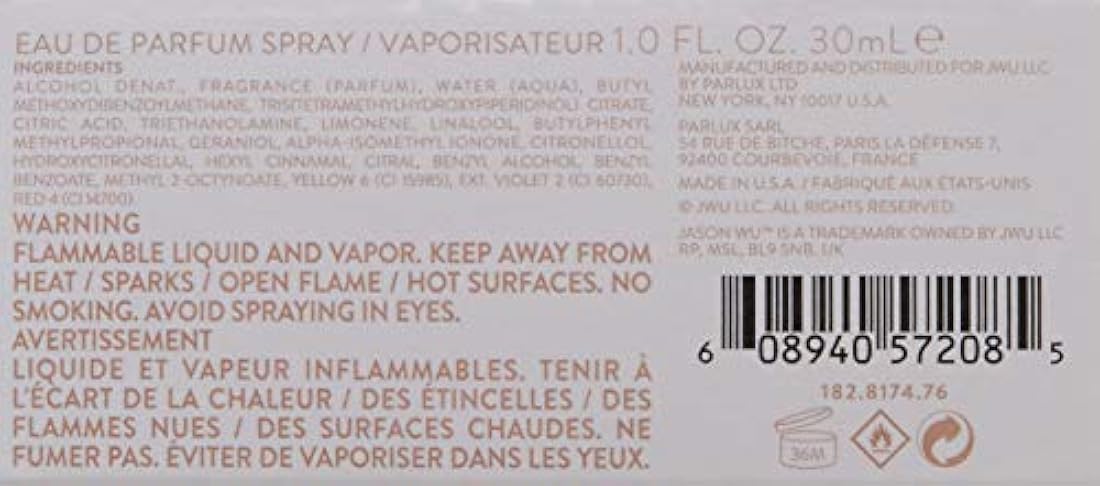 EAU DE PARFUM SPRAY / VAPORISATEUR 1.0 FL. OZ. 30mL ℮
INGREDIENTS
ALCOHOL DENAT., FRAGRANCE (PARFUM), WATER (AQUA), BUTYL
METHOXYDIBENZOYLMETHANE, TRIS(TETRAMETHYLHYDROXYPIPERIDINOL) CITRATE,
CITRIC ACID, TRIETHANOLAMINE, LIMONENE, LINALOOL, BUTYLPHENYL
METHYLPROPIONAL, GERANIOL, ALPHA-ISOMETHYL IONONE, CITRONELLOL,
HYDROXYCITRONELLAL, HEXYL CINNAMAL, CITRAL, BENZYL ALCOHOL, BENZYL
BENZOATE, METHYL 2-OCTYNOATE, YELLOW 6 (CI 15985), EXT. VIOLET 2 (CI 60730),
RED 4 (CI 14700).
WARNING
FLAMMABLE LIQUID AND VAPOR. KEEP AWAY FROM
HEAT / SPARKS / OPEN FLAME / HOT SURFACES. NO
SMOKING. AVOID SPRAYING IN EYES.
AVERTISSEMENT
LIQUIDE ET VAPEUR INFLAMMABLES. TENIR À
L'ÉCART DE LA CHALEUR / DES ÉTINCELLES / DES
FLAMMES NUES / DES SURFACES CHAUDES. NE
FUMER PAS. ÉVITER DE VAPORISER DANS LES YEUX.
MANUFACTURED AND DISTRIBUTED FOR JWU LLC
BY PARLUX LTD
NEW YORK, NY 10017 U.S.A.
PARLUX SARL
54 RUE DE BITCHE, PARIS LA DÉFENSE 7,
92400 COURBEVOIE, FRANCE
MADE IN U.S.A. / FABRIQUÉ AUX ÉTATS-UNIS
© JWU LLC. ALL RIGHTS RESERVED.
JASON WU™ IS A TRADEMARK OWNED BY JWU LLC
RP, MSL, BL9 5NB, UK
6 08940 57208 5
182.8174.76
36M